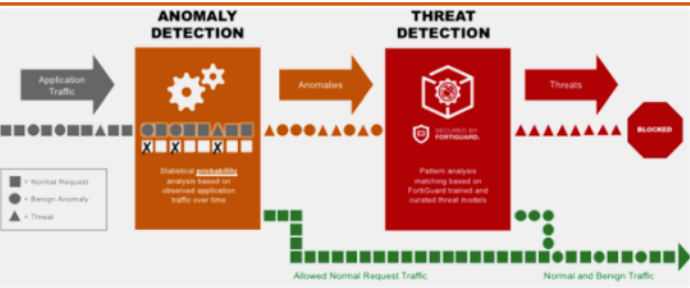 ANOMALY
DETECTION
THREAT
DETECTION
Application
Traffic
Anomalies
Threats
SECURED BY
FORTIGUARD.
BLOCKED
X
X
X
Statistical probability
analysis based on
observed application
traffic over time
Pattern analysis
matching based on
FortiGuard trained and
curated threat models
= Normal Request
= Benign Anomaly
= Threat
Allowed Normal Request Traffic
Normal and Benign Traffic